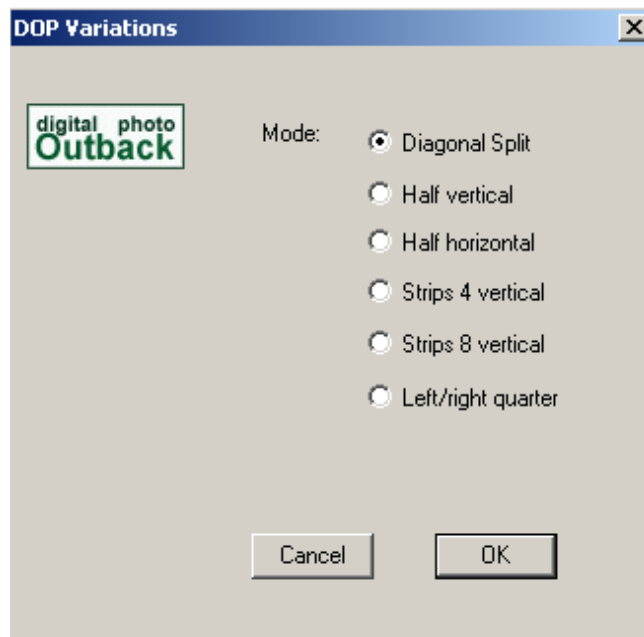 DOP Variations
digital photo
Outback
Mode:
Diagonal Split
Half vertical
Half horizontal
Strips 4 vertical
Strips 8 vertical
Left/right quarter
Cancel
OK